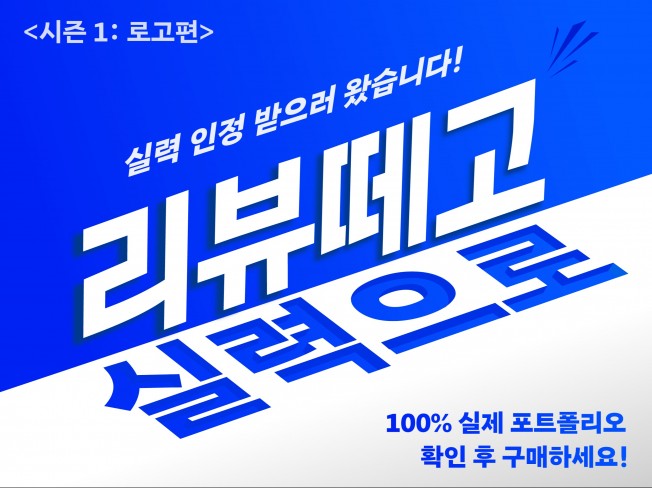 <시즌 1: 로고편>
실력 인정 받으러 왔습니다!
리뷰떼고
실력으로
100% 실제 포트폴리오
확인 후 구매하세요!